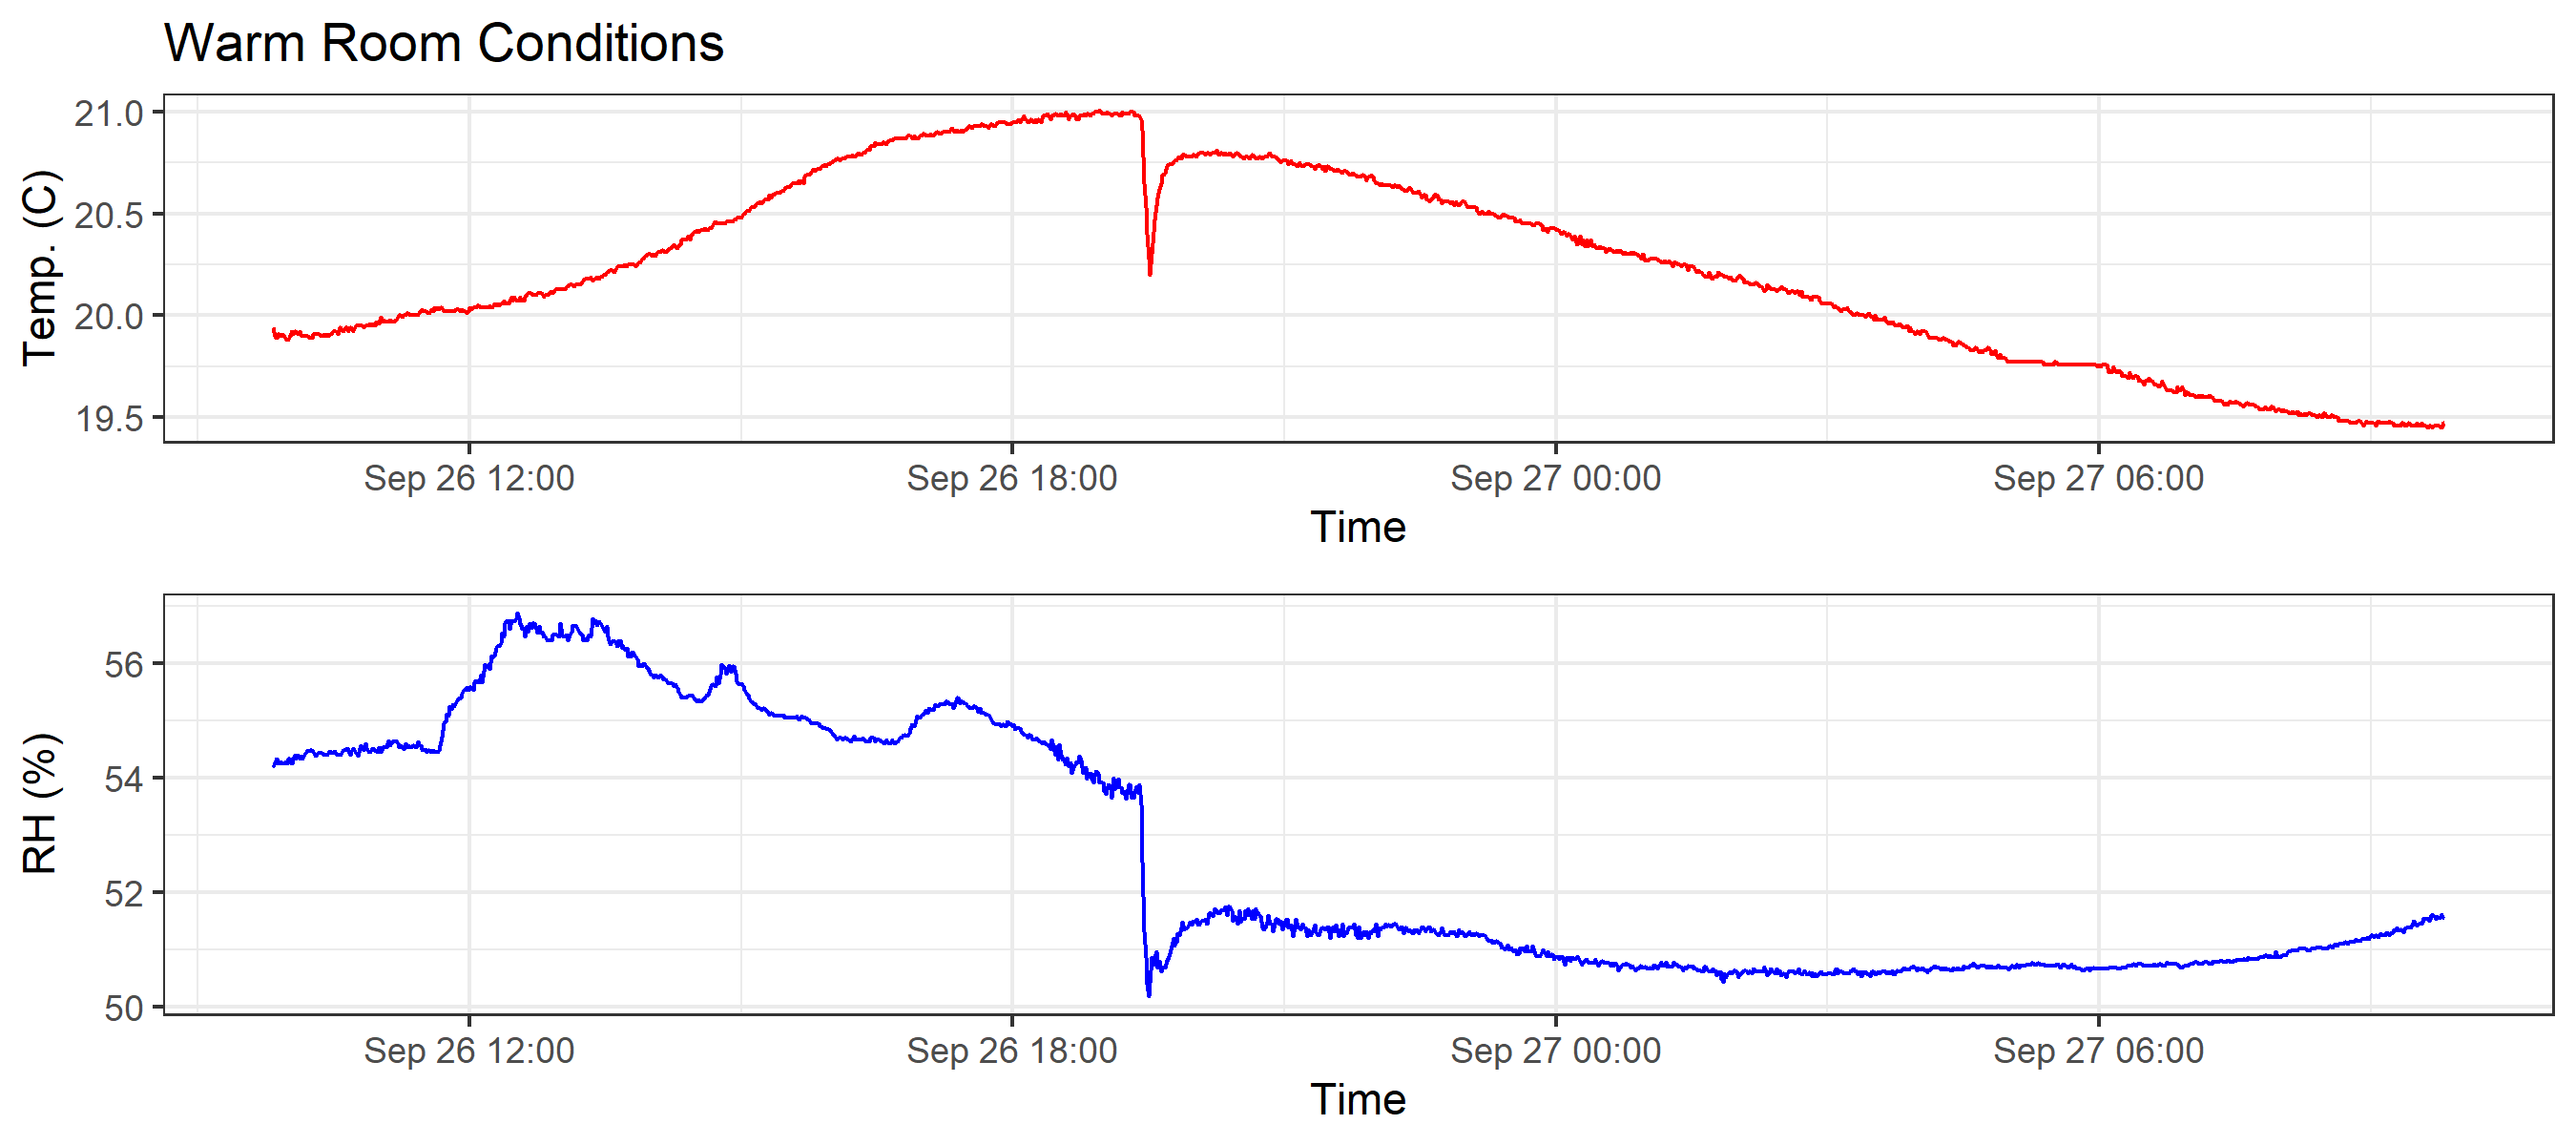 Warm Room Conditions
Temp. (C)
21.0
20.5
20.0
19.5
Sep 26 12:00 Sep 26 18:00 Sep 27 00:00 Sep 27 06:00
Time
RH (%)
56
54
52
50
Sep 26 12:00 Sep 26 18:00 Sep 27 00:00 Sep 27 06:00
Time